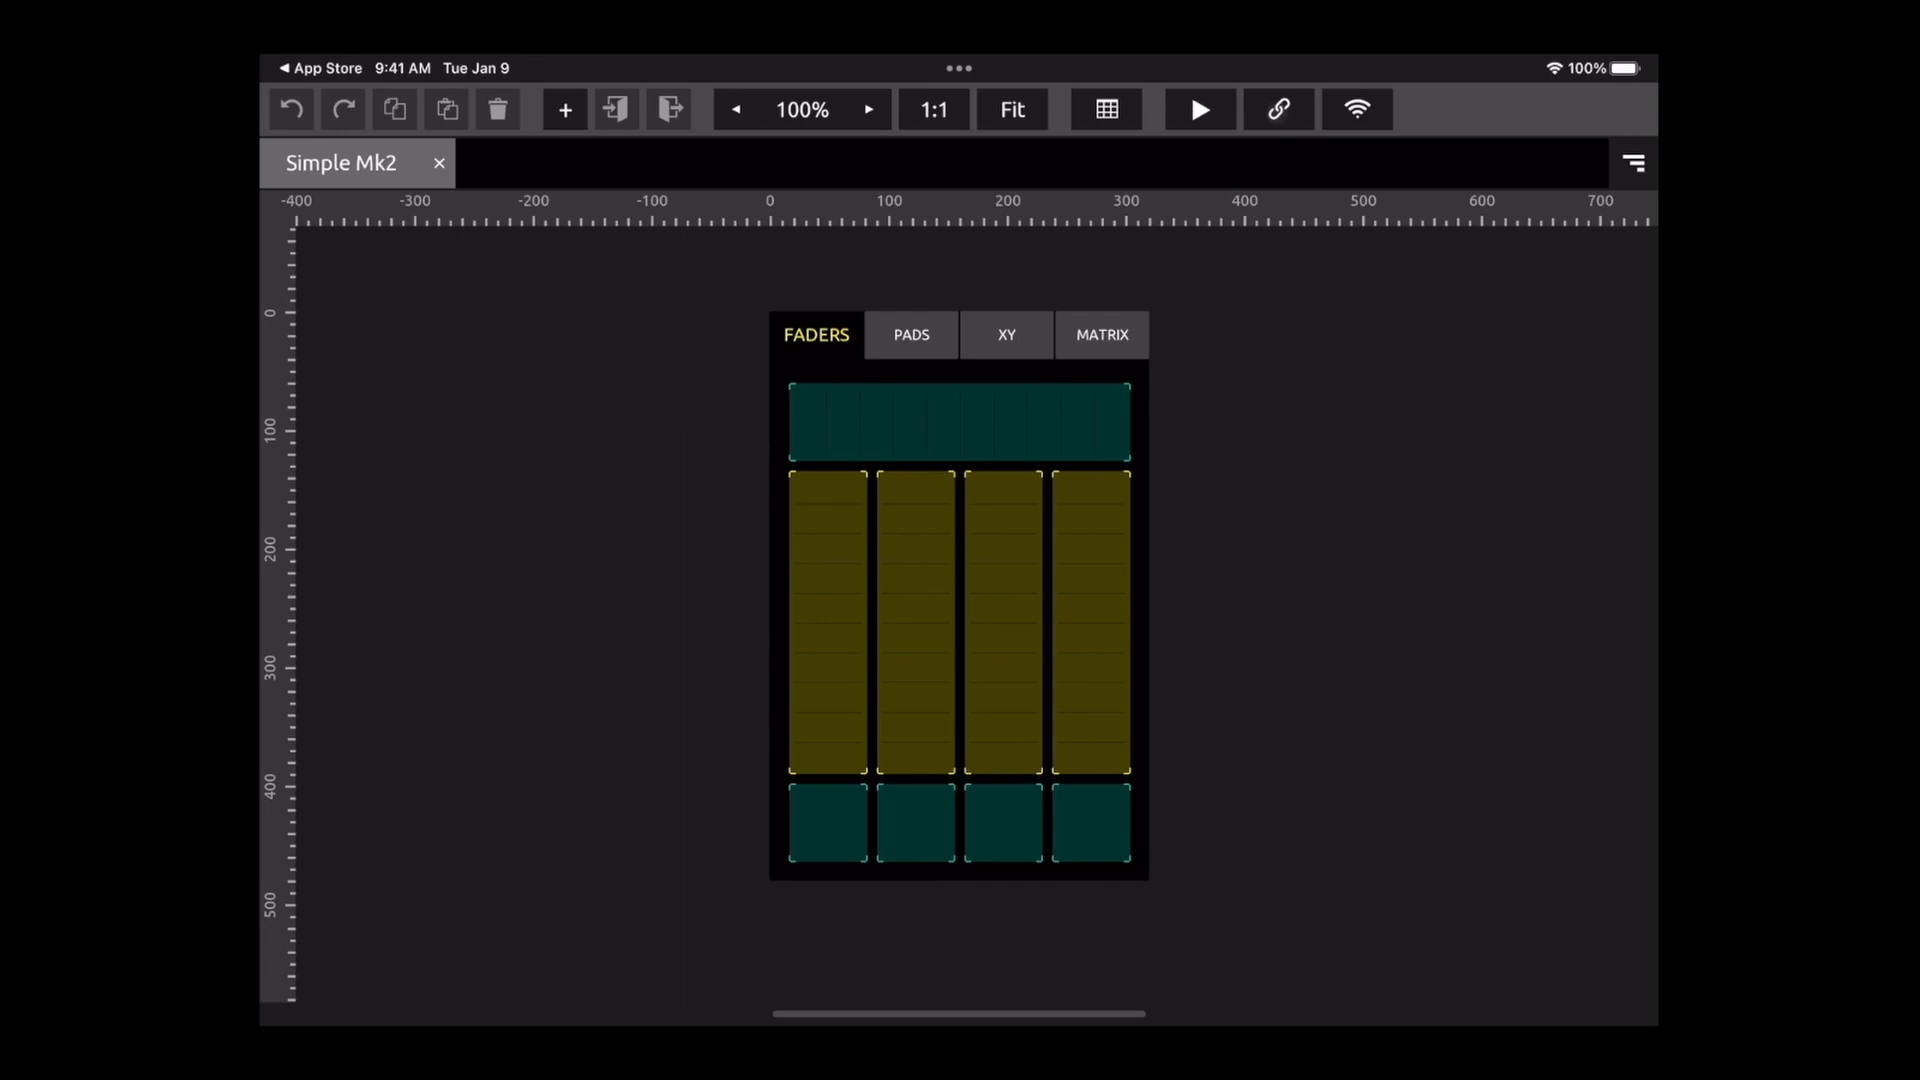 ◀ App Store 9:41 AM Tue Jan 9 100%
100% 1:1 Fit
Simple Mk2 ×
-400 -300 -200 -100 0 100 200 300 400 500 600 700
FADERS PADS XY MATRIX
0
100
200
300
400
500